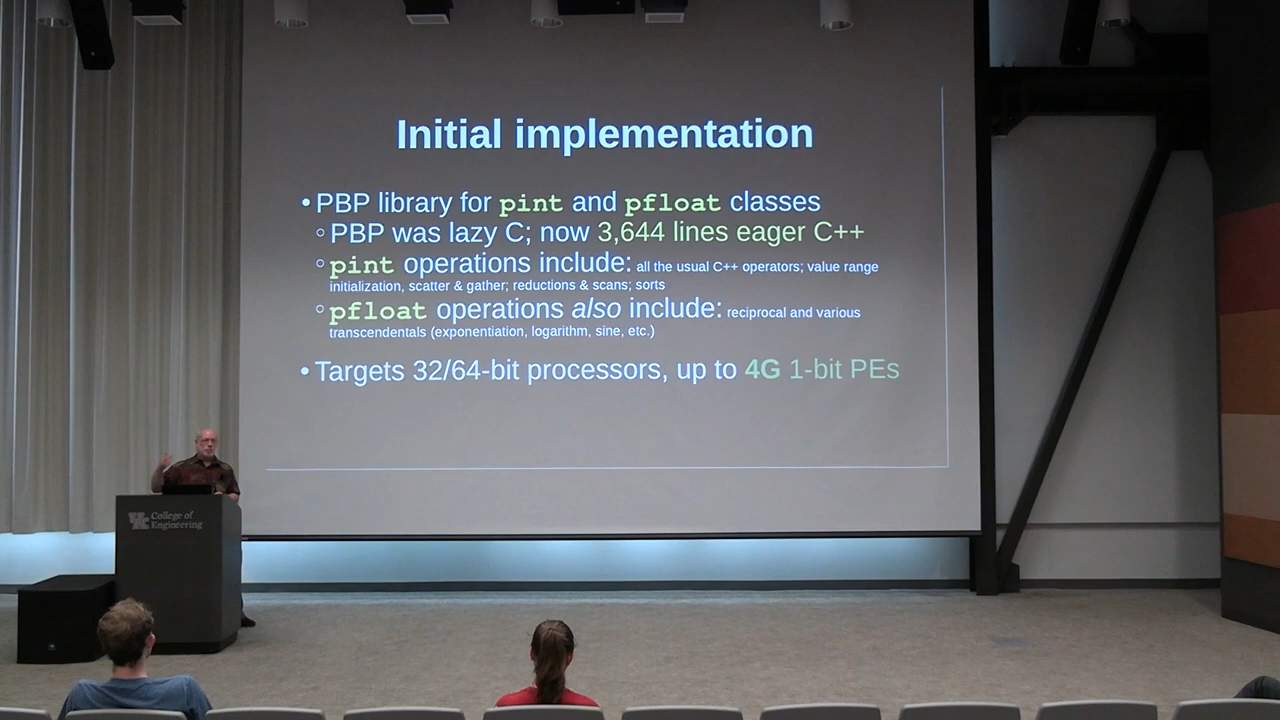 Initial implementation
• PBP library for pint and pfloat classes
◦ PBP was lazy C; now 3,644 lines eager C++
◦ pint operations include: all the usual C++ operators; value range
initialization, scatter & gather; reductions & scans; sorts
◦ pfloat operations also include: reciprocal and various
transcendentals (exponentiation, logarithm, sine, etc.)
• Targets 32/64-bit processors, up to 4G 1-bit PEs
UK College of
Engineering